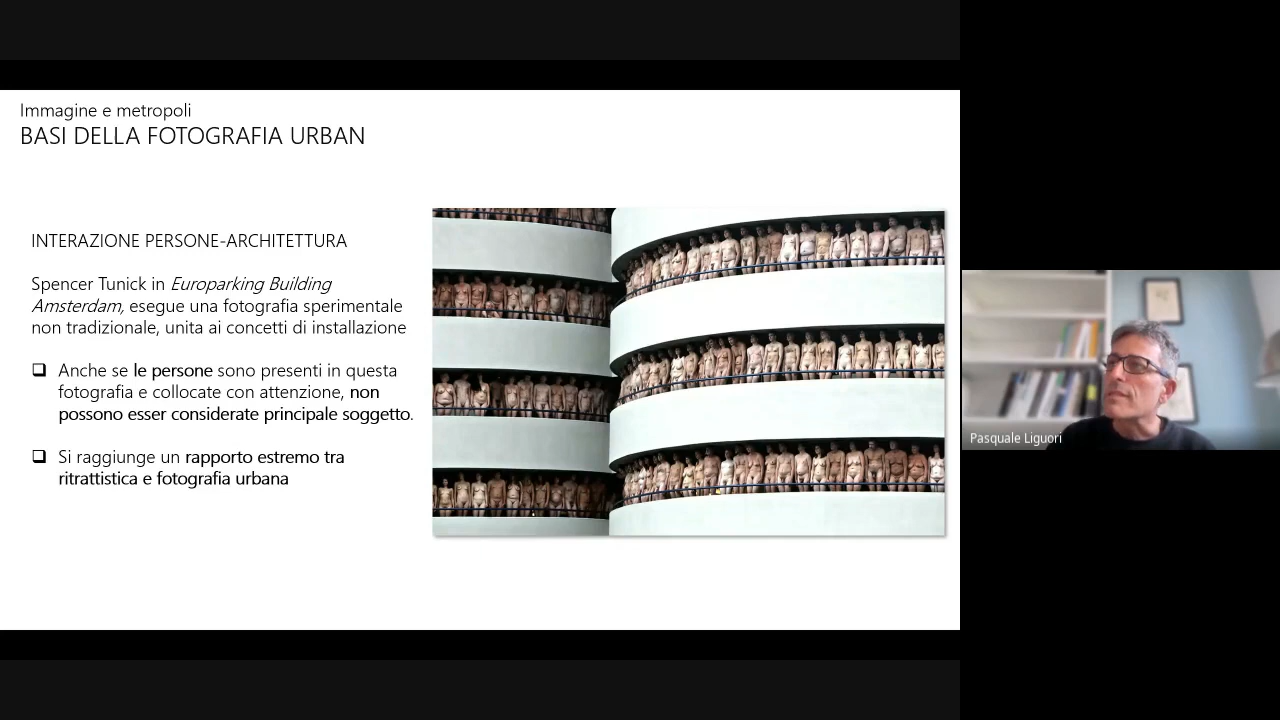 Immagine e metropoli
BASI DELLA FOTOGRAFIA URBAN
INTERAZIONE PERSONE-ARCHITETTURA
Spencer Tunick in Europarking Building
Amsterdam, esegue una fotografia sperimentale
non tradizionale, unita ai concetti di installazione
Anche se le persone sono presenti in questa
fotografia e collocate con attenzione, non
possono esser considerate principale soggetto.
Si raggiunge un rapporto estremo tra
ritrattistica e fotografia urbana
Pasquale Liguori